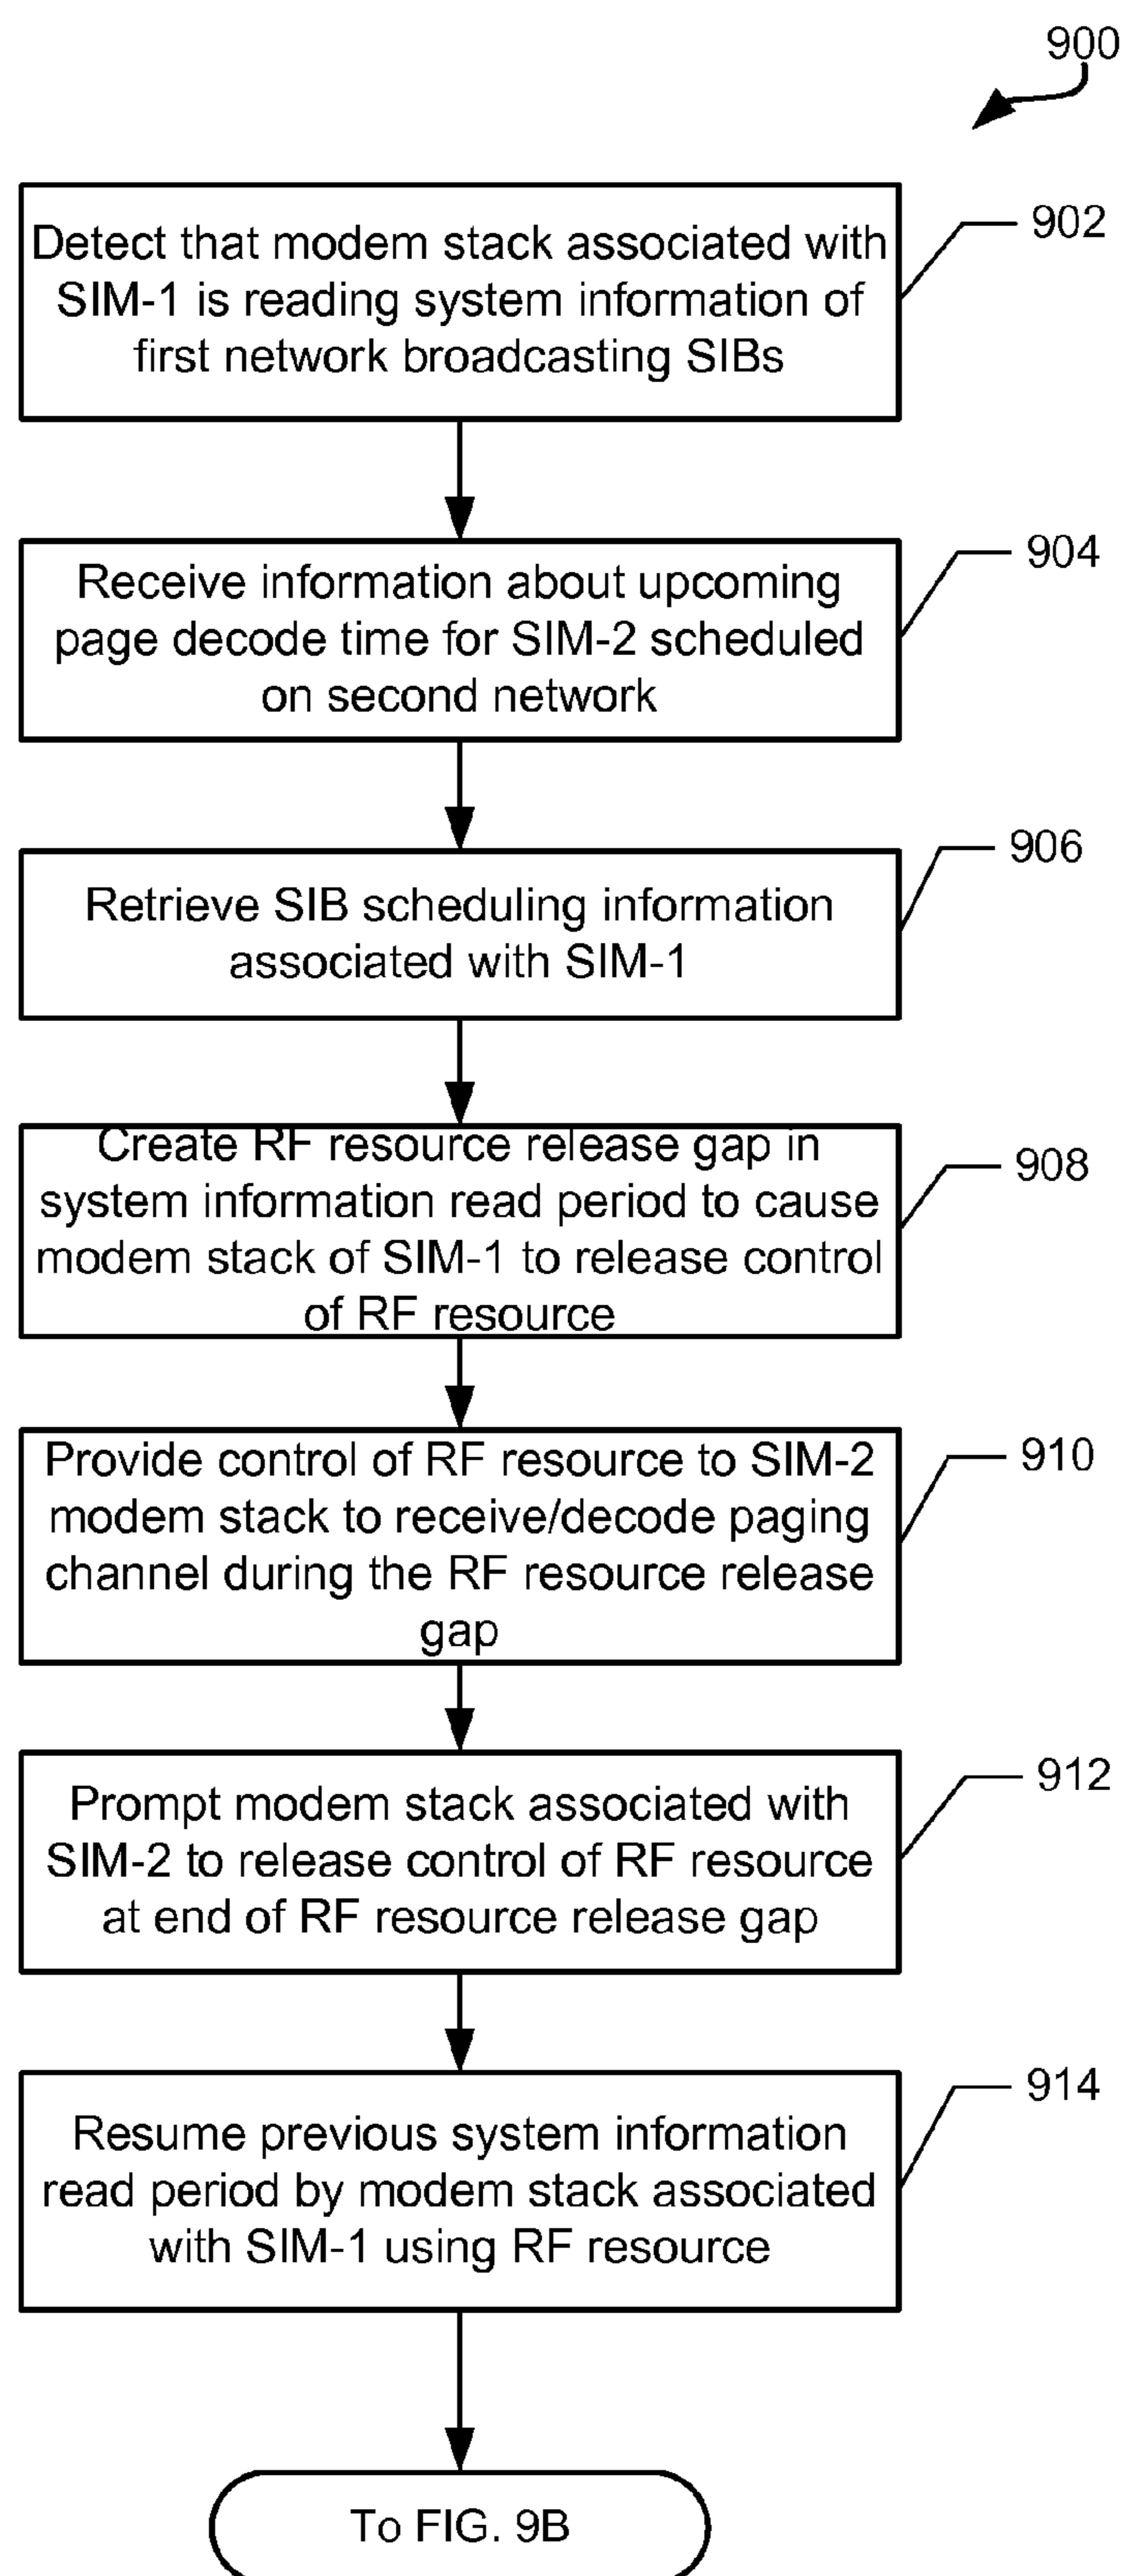 900
Detect that modem stack associated with
SIM-1 is reading system information of
first network broadcasting SIBs
902
Receive information about upcoming
page decode time for SIM-2 scheduled
on second network
904
Retrieve SIB scheduling information
associated with SIM-1
906
Create RF resource release gap in
system information read period to cause
modem stack of SIM-1 to release control
of RF resource
908
Provide control of RF resource to SIM-2
modem stack to receive/decode paging
channel during the RF resource release
gap
910
Prompt modem stack associated with
SIM-2 to release control of RF resource
at end of RF resource release gap
912
Resume previous system information
read period by modem stack associated
with SIM-1 using RF resource
914
To FIG. 9B